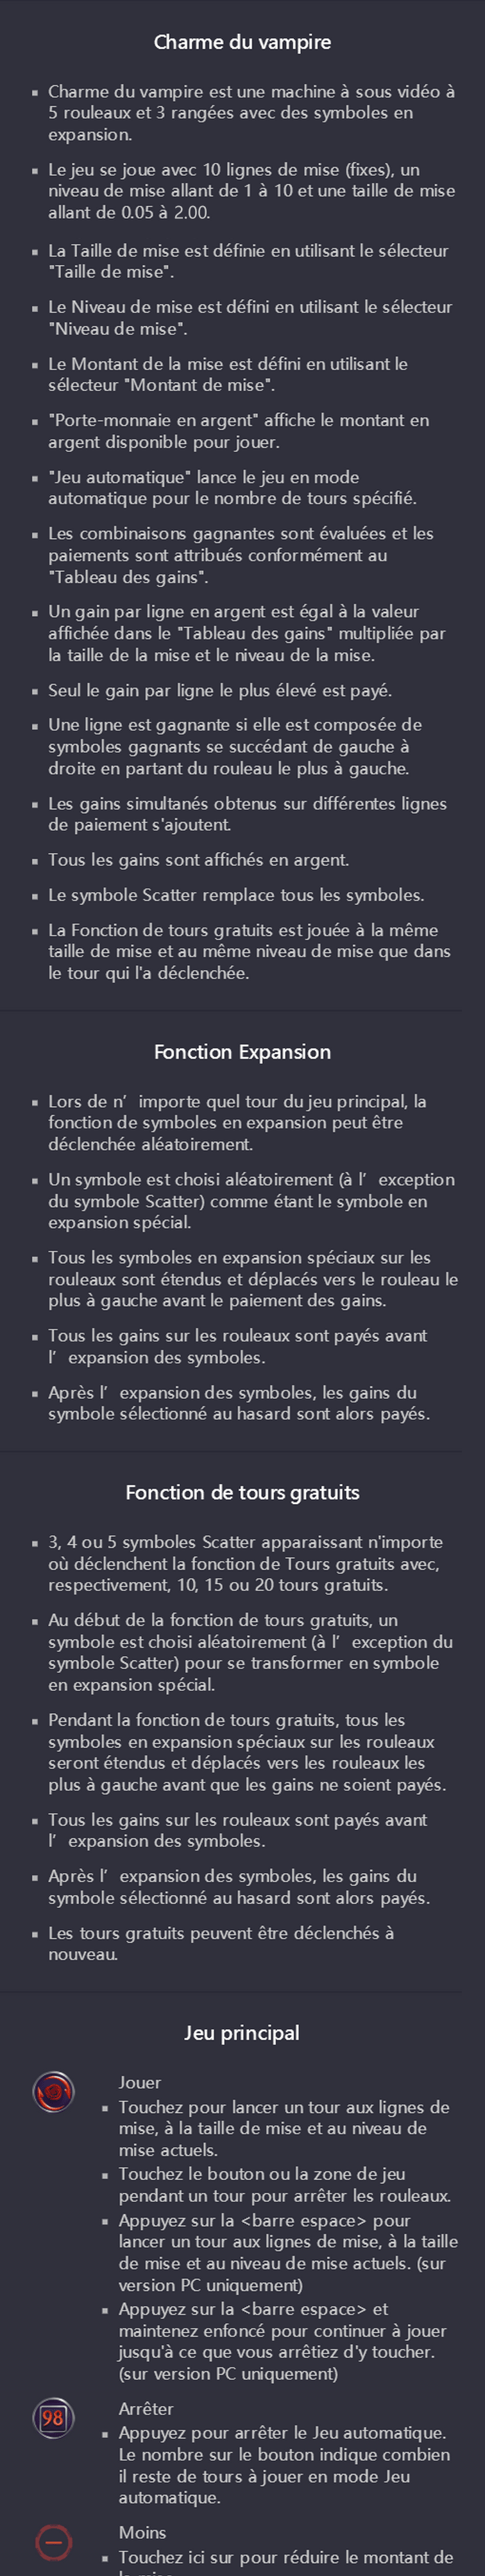 Charme du vampire
Charme du vampire est une machine à sous vidéo à
5 rouleaux et 3 rangées avec des symboles en
expansion.
Le jeu se joue avec 10 lignes de mise (fixes), un
niveau de mise allant de 1 à 10 et une taille de mise
allant de 0.05 à 2.00.
La Taille de mise est définie en utilisant le sélecteur
"Taille de mise".
Le Niveau de mise est défini en utilisant le sélecteur
"Niveau de mise".
Le Montant de la mise est défini en utilisant le
sélecteur "Montant de mise".
"Porte-monnaie en argent" affiche le montant en
argent disponible pour jouer.
"Jeu automatique" lance le jeu en mode
automatique pour le nombre de tours spécifié.
Les combinaisons gagnantes sont évaluées et les
paiements sont attribués conformément au
"Tableau des gains".
Un gain par ligne en argent est égal à la valeur
affichée dans le "Tableau des gains" multipliée par
la taille de la mise et le niveau de la mise.
Seul le gain par ligne le plus élevé est payé.
Une ligne est gagnante si elle est composée de
symboles gagnants se succédant de gauche à
droite en partant du rouleau le plus à gauche.
Les gains simultanés obtenus sur différentes lignes
de paiement s'ajoutent.
Tous les gains sont affichés en argent.
Le symbole Scatter remplace tous les symboles.
La Fonction de tours gratuits est jouée à la même
taille de mise et au même niveau de mise que dans
le tour qui l'a déclenchée.
Fonction Expansion
Lors de n’importe quel tour du jeu principal, la
fonction de symboles en expansion peut être
déclenchée aléatoirement.
Un symbole est choisi aléatoirement (à l’exception
du symbole Scatter) comme étant le symbole en
expansion spécial.
Tous les symboles en expansion spéciaux sur les
rouleaux sont étendus et déplacés vers le rouleau le
plus à gauche avant le paiement des gains.
Tous les gains sur les rouleaux sont payés avant
l’expansion des symboles.
Après l’expansion des symboles, les gains du
symbole sélectionné au hasard sont alors payés.
Fonction de tours gratuits
3, 4 ou 5 symboles Scatter apparaissant n'importe
où déclenchent la fonction de Tours gratuits avec,
respectivement, 10, 15 ou 20 tours gratuits.
Au début de la fonction de tours gratuits, un
symbole est choisi aléatoirement (à l’exception du
symbole Scatter) pour se transformer en symbole
en expansion spécial.
Pendant la fonction de tours gratuits, tous les
symboles en expansion spéciaux sur les rouleaux
seront étendus et déplacés vers les rouleaux les
plus à gauche avant que les gains ne soient payés.
Tous les gains sur les rouleaux sont payés avant
l’expansion des symboles.
Après l’expansion des symboles, les gains du
symbole sélectionné au hasard sont alors payés.
Les tours gratuits peuvent être déclenchés à
nouveau.
Jeu principal
Jouer
Touchez pour lancer un tour aux lignes de
mise, à la taille de mise et au niveau de
mise actuels.
Touchez le bouton ou la zone de jeu
pendant un tour pour arrêter les rouleaux.
Appuyez sur la <barre espace> pour
lancer un tour aux lignes de mise, à la taille
de mise et au niveau de mise actuels. (sur
version PC uniquement)
Appuyez sur la <barre espace> et
maintenez enfoncé pour continuer à jouer
jusqu'à ce que vous arrêtiez d'y toucher.
(sur version PC uniquement)
98
Arrêter
Appuyez pour arrêter le Jeu automatique.
Le nombre sur le bouton indique combien
il reste de tours à jouer en mode Jeu
automatique.
Moins
Touchez ici sur pour réduire le montant de